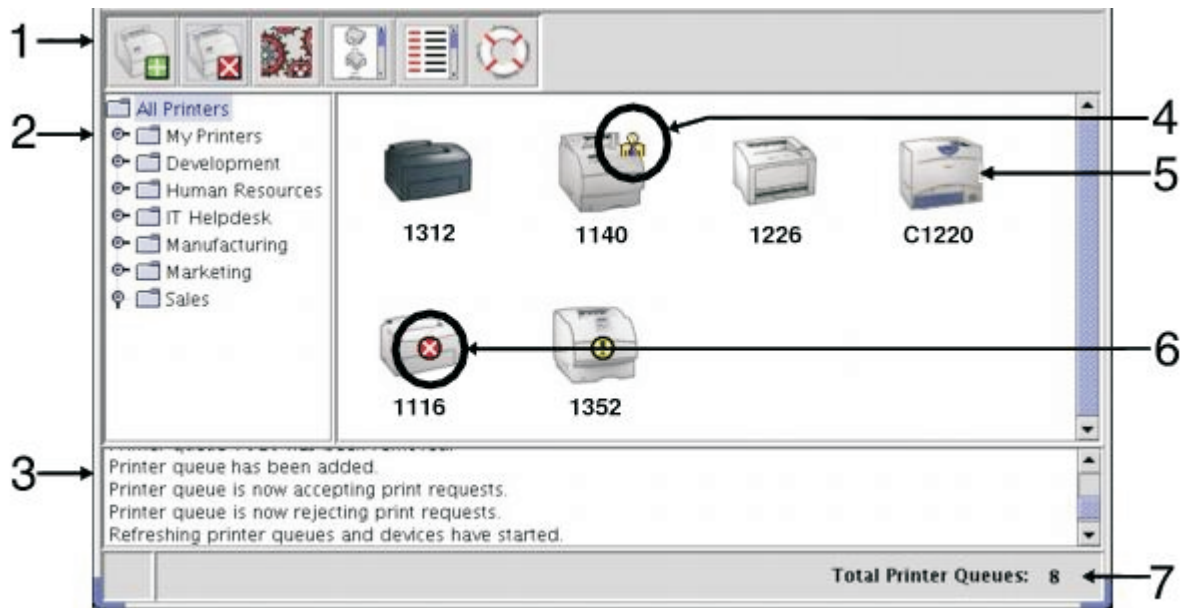 1
All Printers
2
My Printers
Development
Human Resources
IT Helpdesk
Manufacturing
Marketing
Sales
4
5
1312
1140
1226
C1220
6
1116
1352
3
Printer queue has been added.
Printer queue is now accepting print requests.
Printer queue is now rejecting print requests.
Refreshing printer queues and devices have started.
Total Printer Queues: 8
7